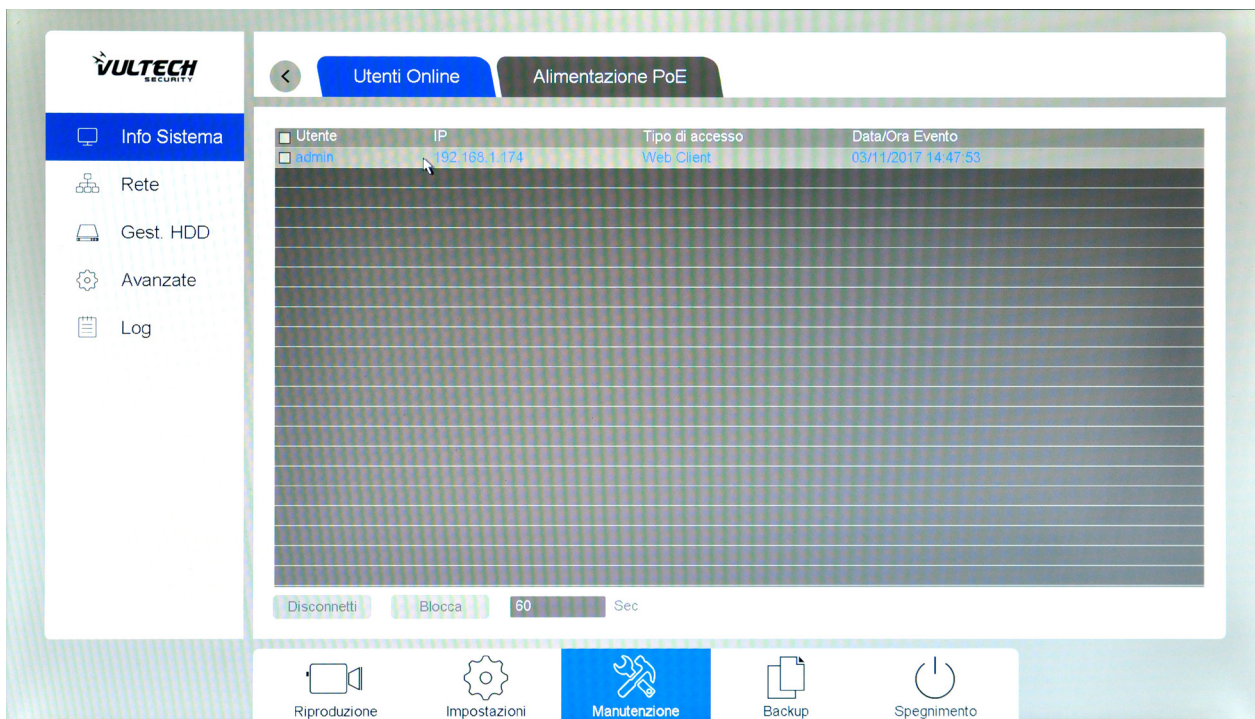 VULTECH
SECURITY
Utenti Online
Alimentazione PoE
Info Sistema
Rete
Gest. HDD
Avanzate
Log
Utente IP Tipo di accesso Data/Ora Evento
admin 192.168.1.174 Web Client 03/11/2017 14:47:53
Disconnetti Blocca 60 Sec
Riproduzione Impostazioni Manutenzione Backup Spegnimento